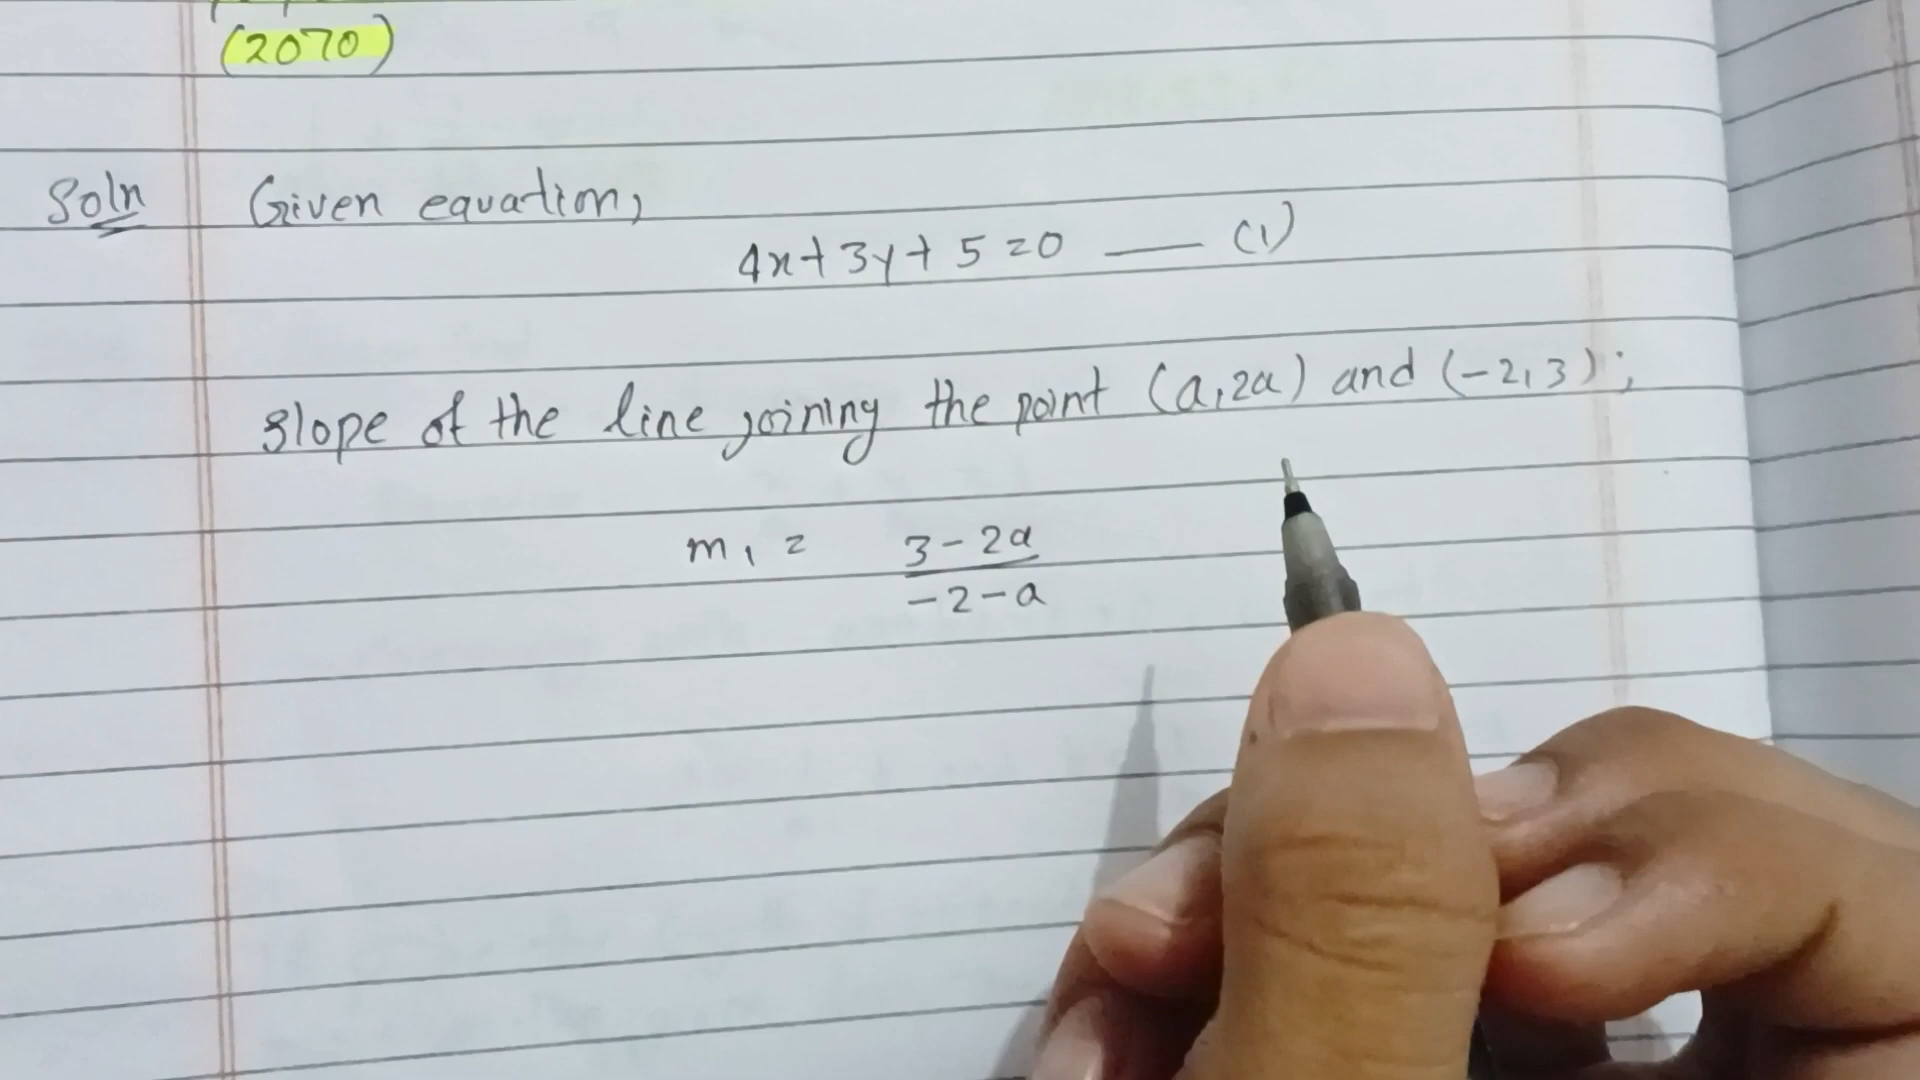 (2070)
Soln Given equation,
4x+3y+5=0 — (1)
slope of the line joining the point (a,2a) and (-2,3);
m₁ = 3-2a
-2-a